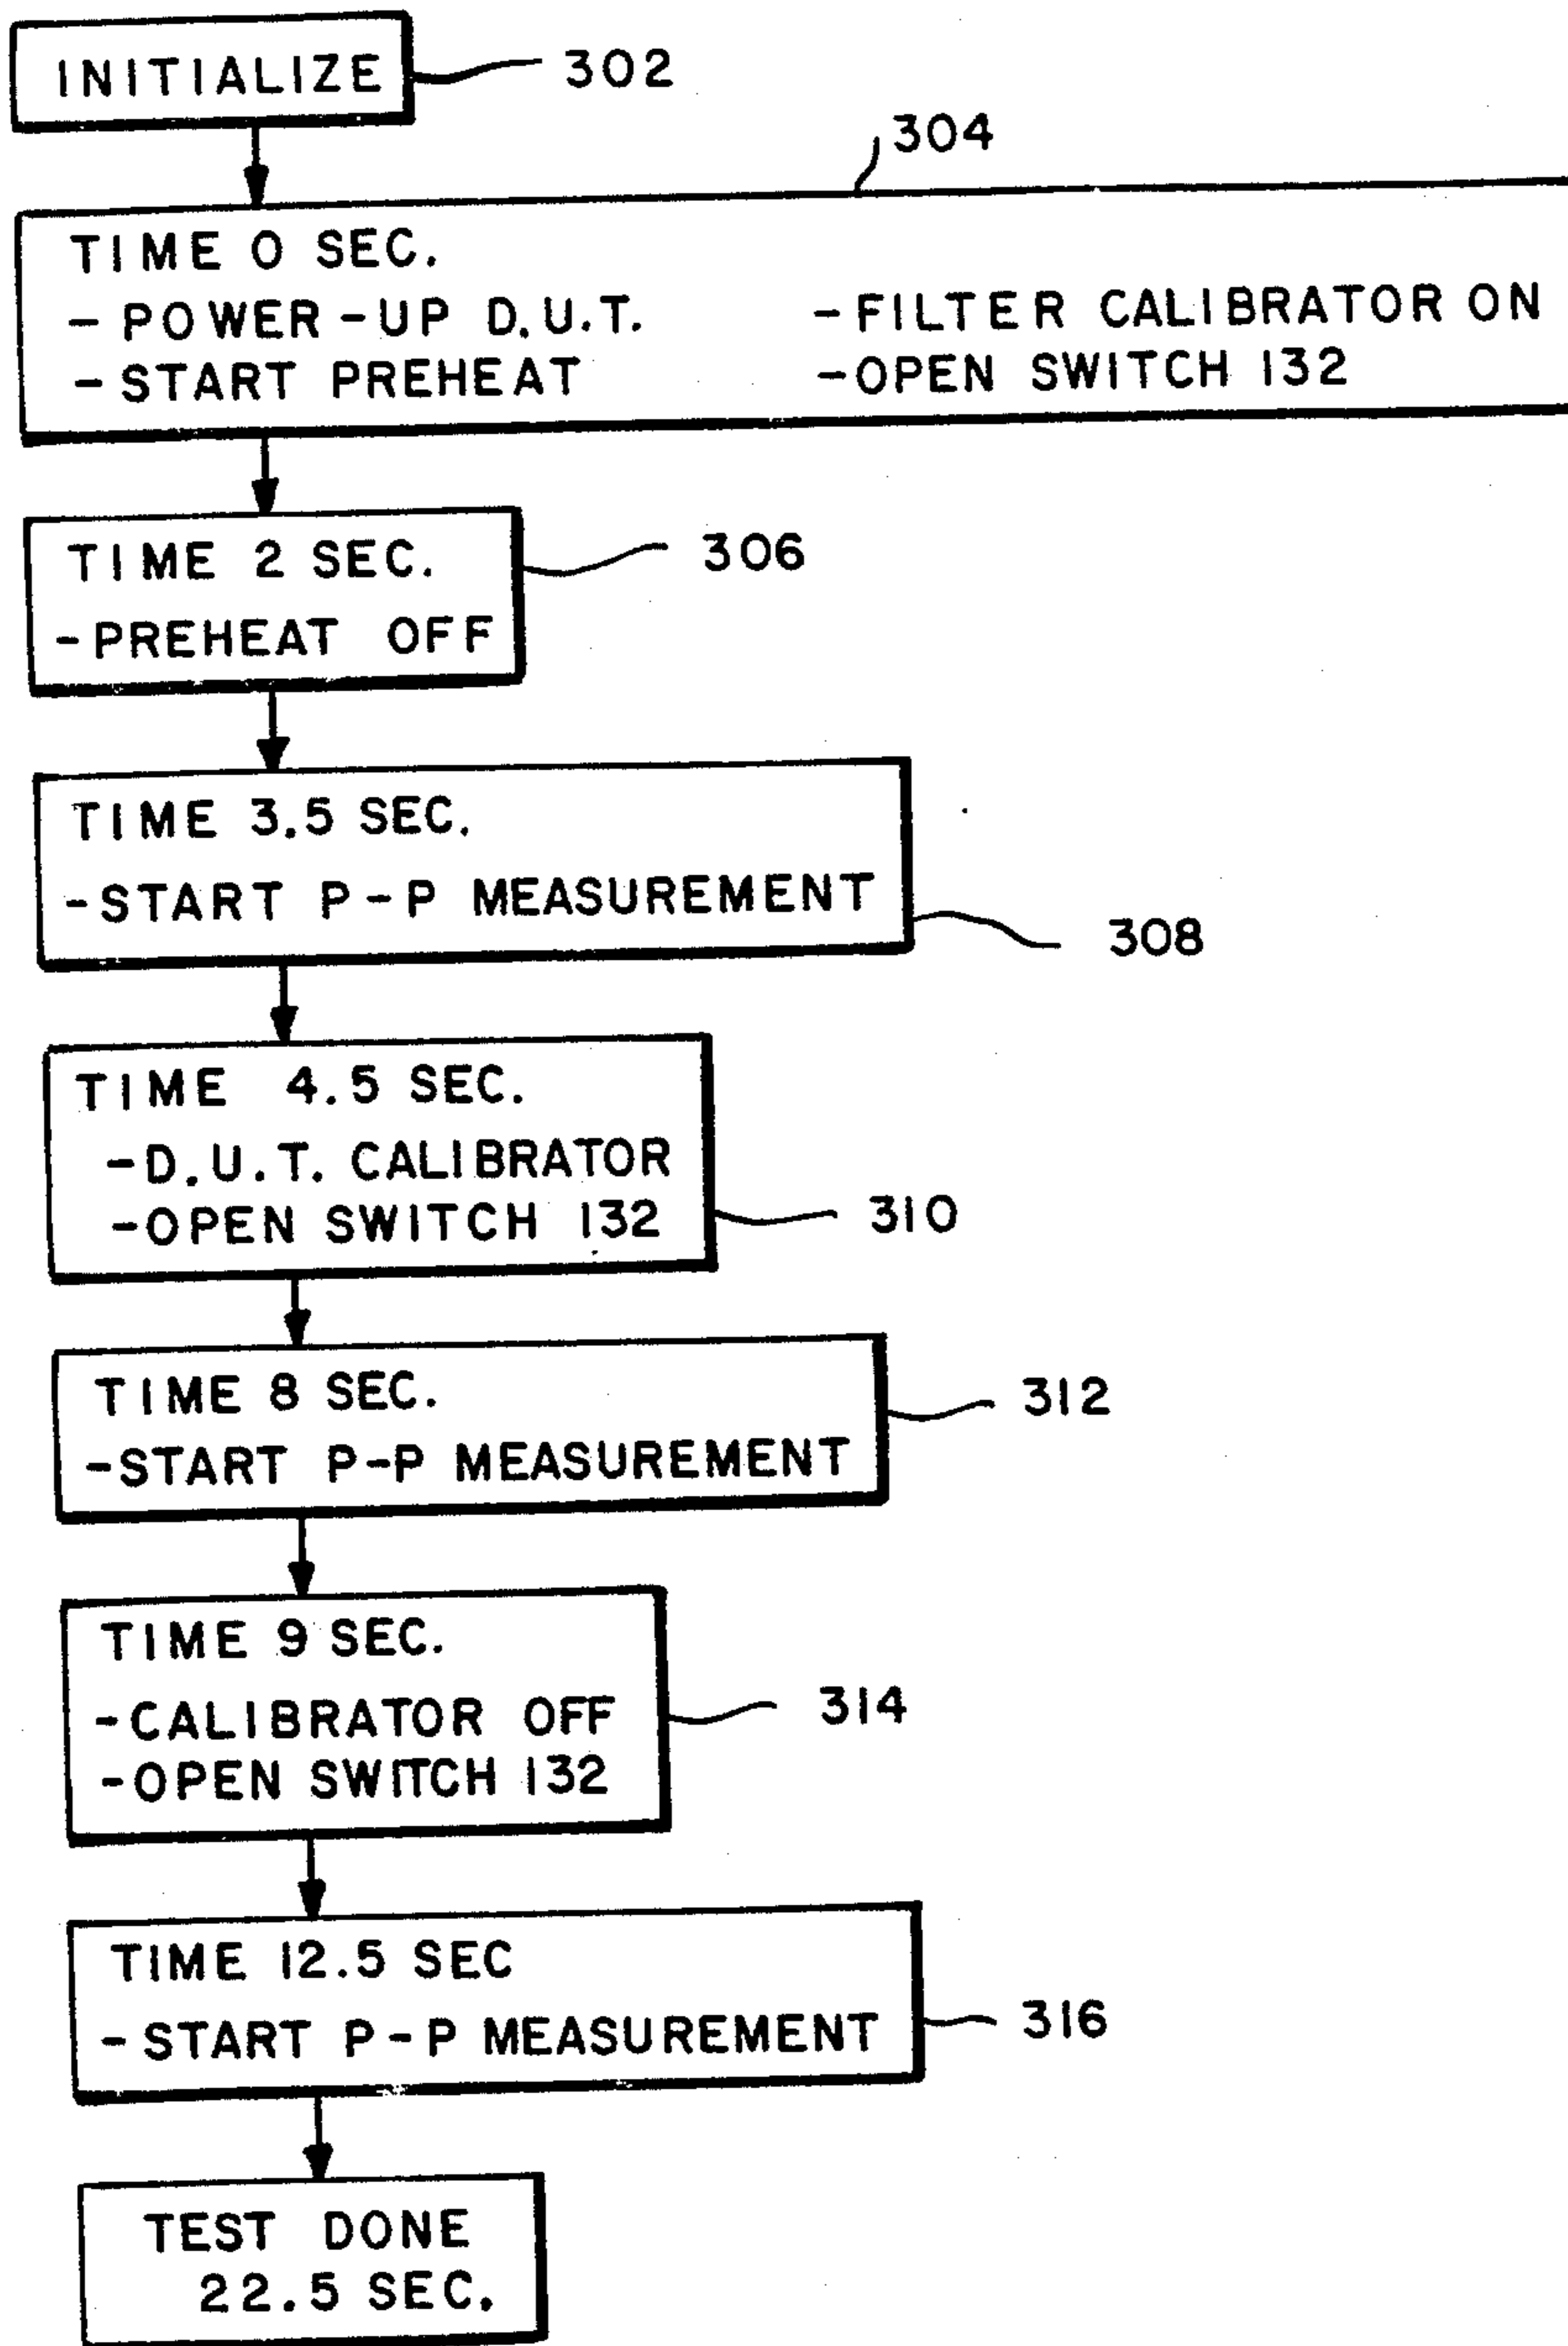 INITIALIZE
302
304
TIME 0 SEC.
- POWER-UP D.U.T.
- FILTER CALIBRATOR ON
- START PREHEAT
- OPEN SWITCH 132
TIME 2 SEC.
- PREHEAT OFF
306
TIME 3.5 SEC.
- START P-P MEASUREMENT
308
TIME 4.5 SEC.
- D.U.T. CALIBRATOR
- OPEN SWITCH 132
310
TIME 8 SEC.
- START P-P MEASUREMENT
312
TIME 9 SEC.
- CALIBRATOR OFF
- OPEN SWITCH 132
314
TIME 12.5 SEC
- START P-P MEASUREMENT
316
TEST DONE
22.5 SEC.